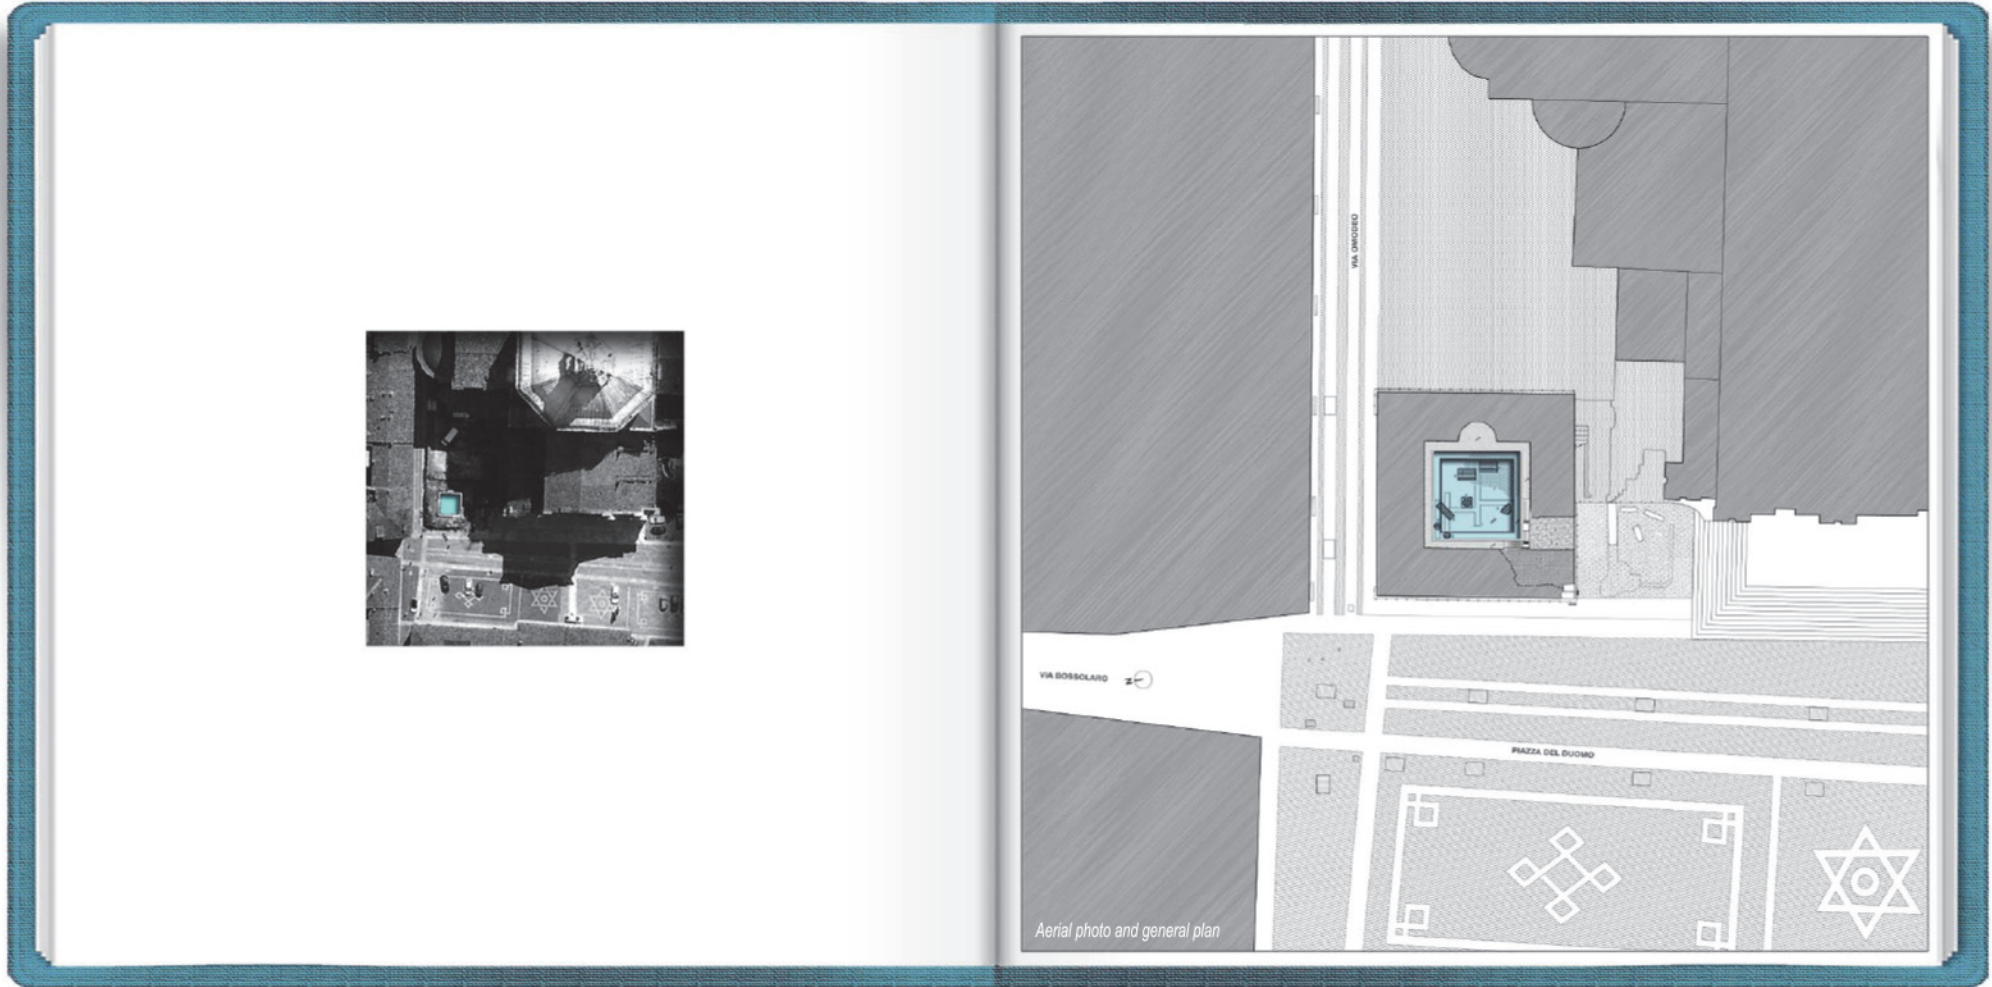 VIA OMODEO
VIA BOSSOLARO
Z
PIAZZA DEL DUOMO
Aerial photo and general plan